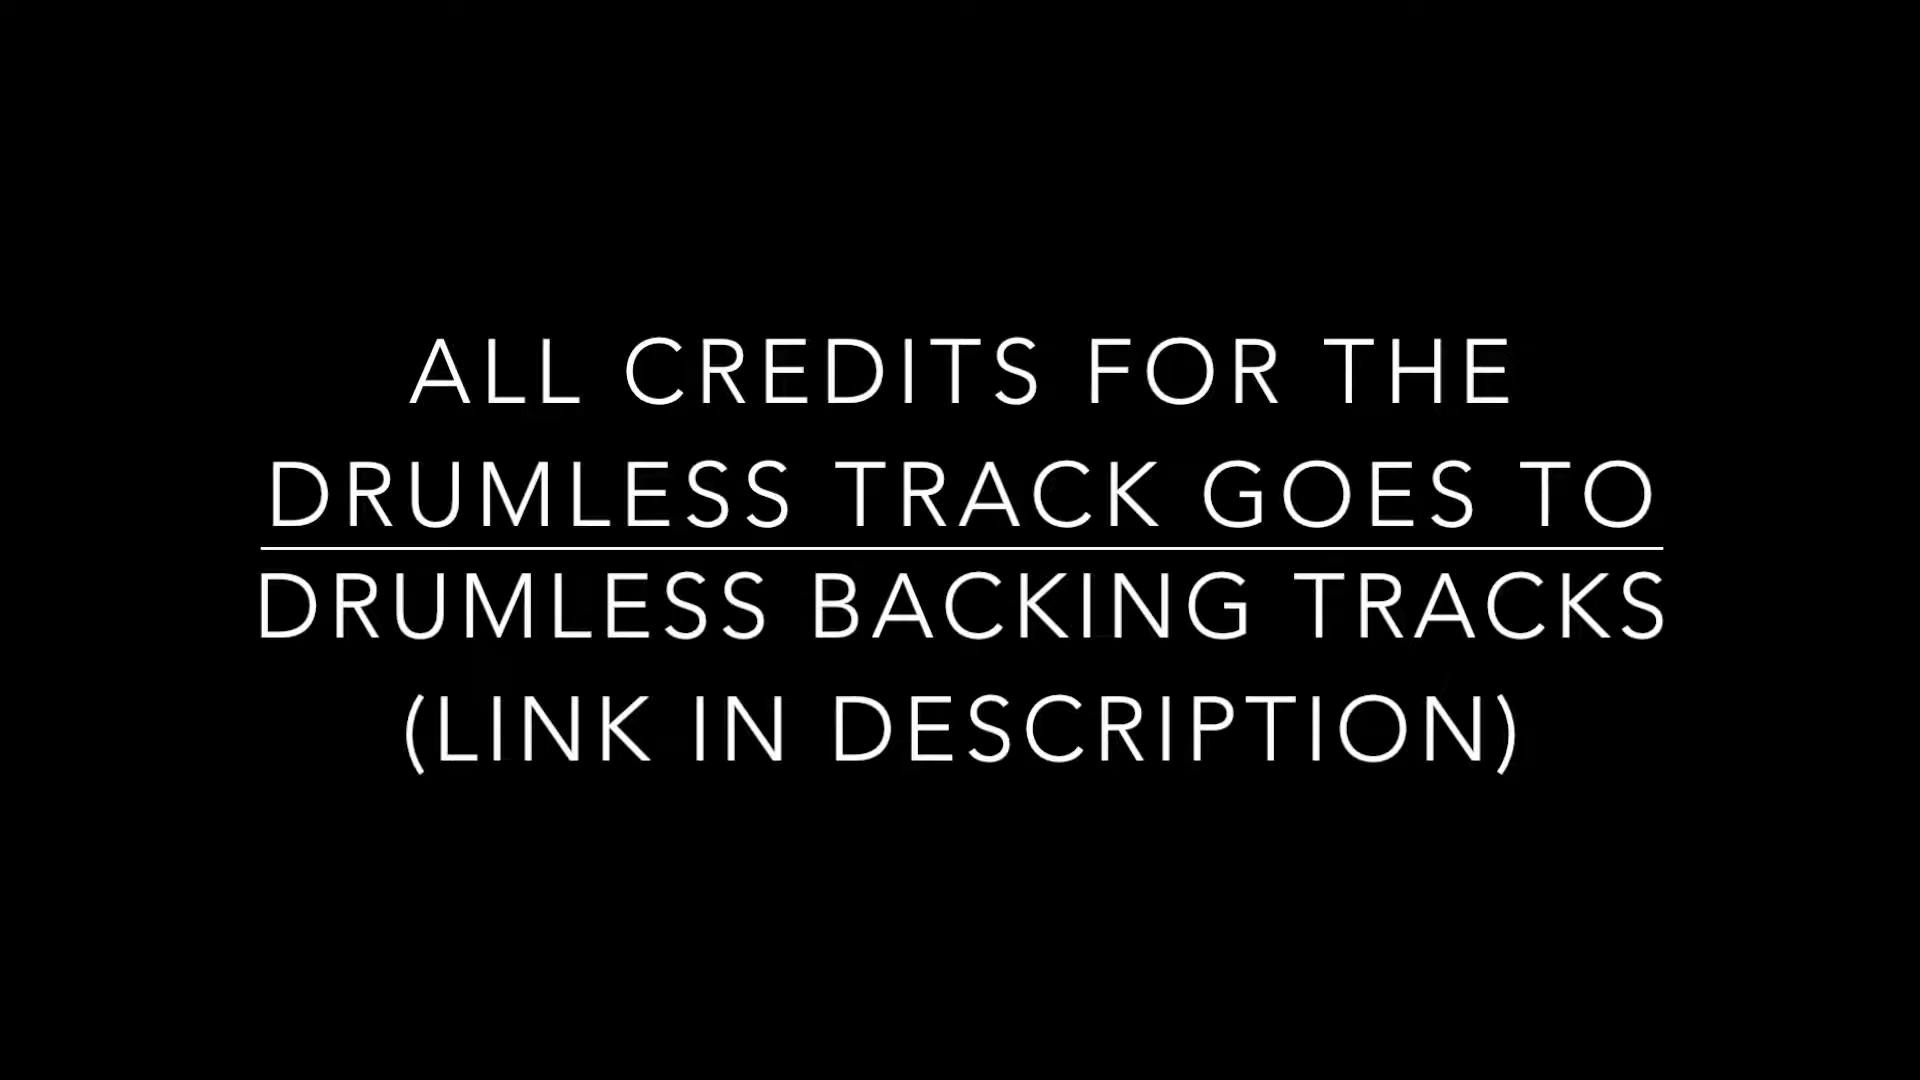 ALL CREDITS FOR THE
DRUMLESS TRACK GOES TO
DRUMLESS BACKING TRACKS
(LINK IN DESCRIPTION)